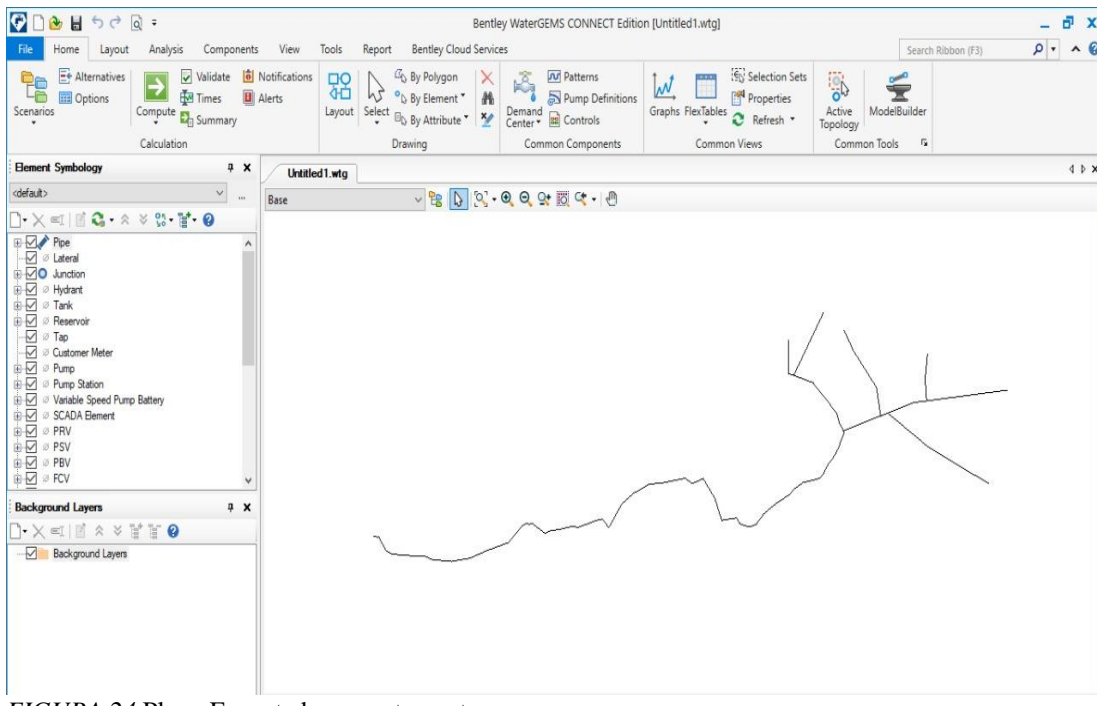 Bentley WaterGEMS CONNECT Edition [Untitled1.wtg]
File Home Layout Analysis Components View Tools Report Bentley Cloud Services Search Ribbon (F3)
Scenarios
Alternatives
Options
Compute
Validate
Times
Summary
Notifications
Alerts
Calculation
Layout
Select
By Polygon
By Element
By Attribute
Drawing
Demand Center
Patterns
Pump Definitions
Controls
Common Components
Graphs
FlexTables
Selection Sets
Properties
Refresh
Common Views
Active Topology
ModelBuilder
Common Tools
Element Symbology
<default>
Pipe
Lateral
Junction
Hydrant
Tank
Reservoir
Tap
Customer Meter
Pump
Pump Station
Variable Speed Pump Battery
SCADA Element
PRV
PSV
PBV
FCV
Background Layers
Background Layers
Untitled1.wtg
Base